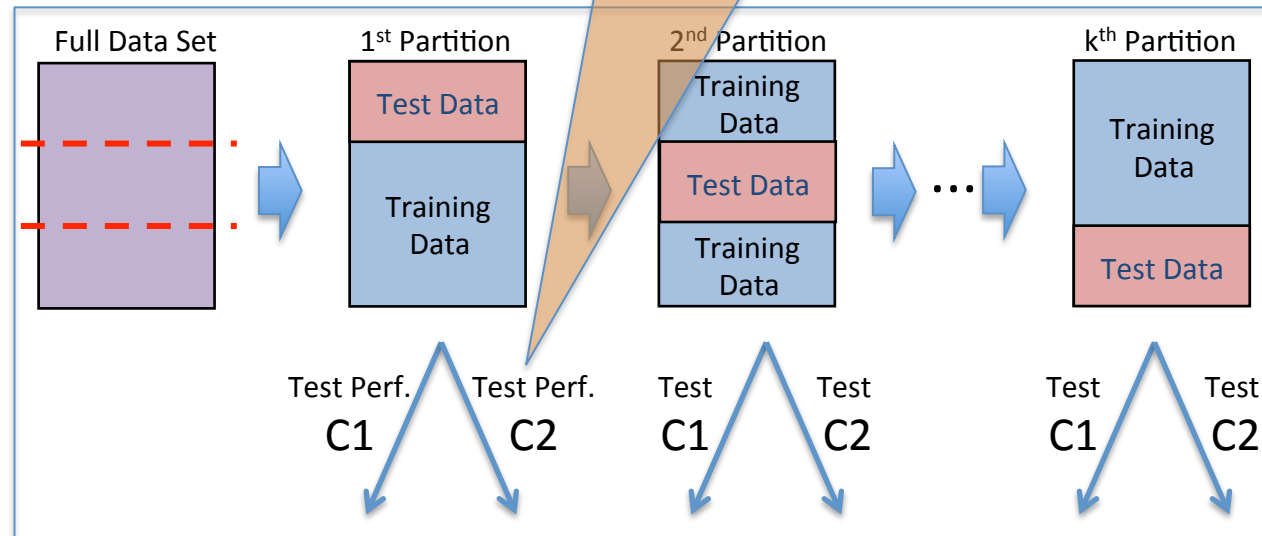 Full Data Set
1st Partition
2nd Partition
kth Partition
Test Data
Training
Data
Training
Data
Test Data
Training
Data
...
Training
Data
Test Data
Test Perf.
C1
Test Perf.
C2
Test
C1
Test
C2
Test
C1
Test
C2